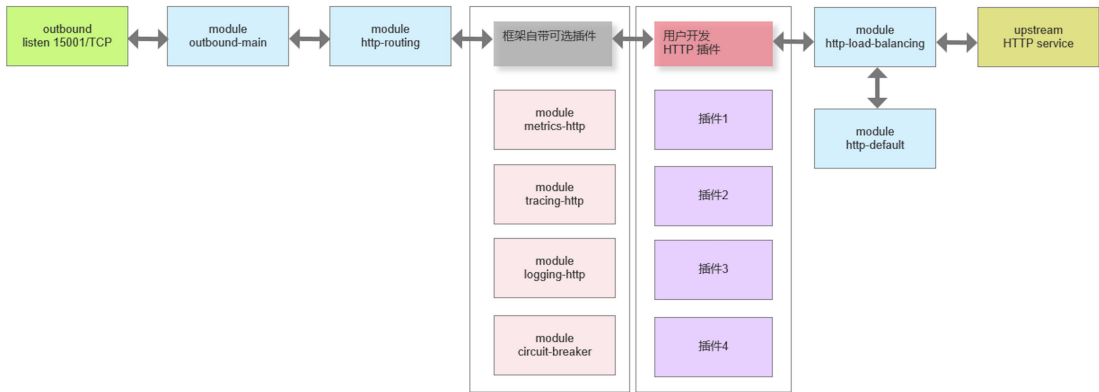 outbound
listen 15001/TCP
module
outbound-main
module
http-routing
框架自带可选插件
用户开发
HTTP 插件
module
http-load-balancing
upstream
HTTP service
module
metrics-http
插件1
module
http-default
module
tracing-http
插件2
module
logging-http
插件3
module
circuit-breaker
插件4